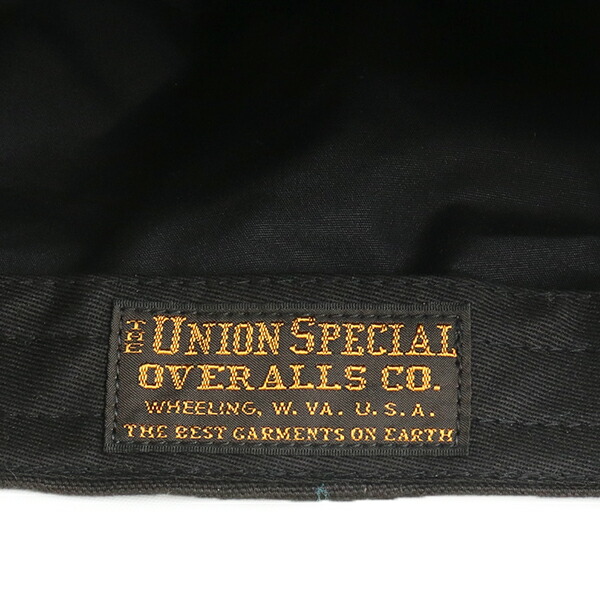 THE UNION SPECIAL
OVERALLS CO.
WHEELING, W. VA. U.S.A.
THE BEST GARMENTS ON EARTH